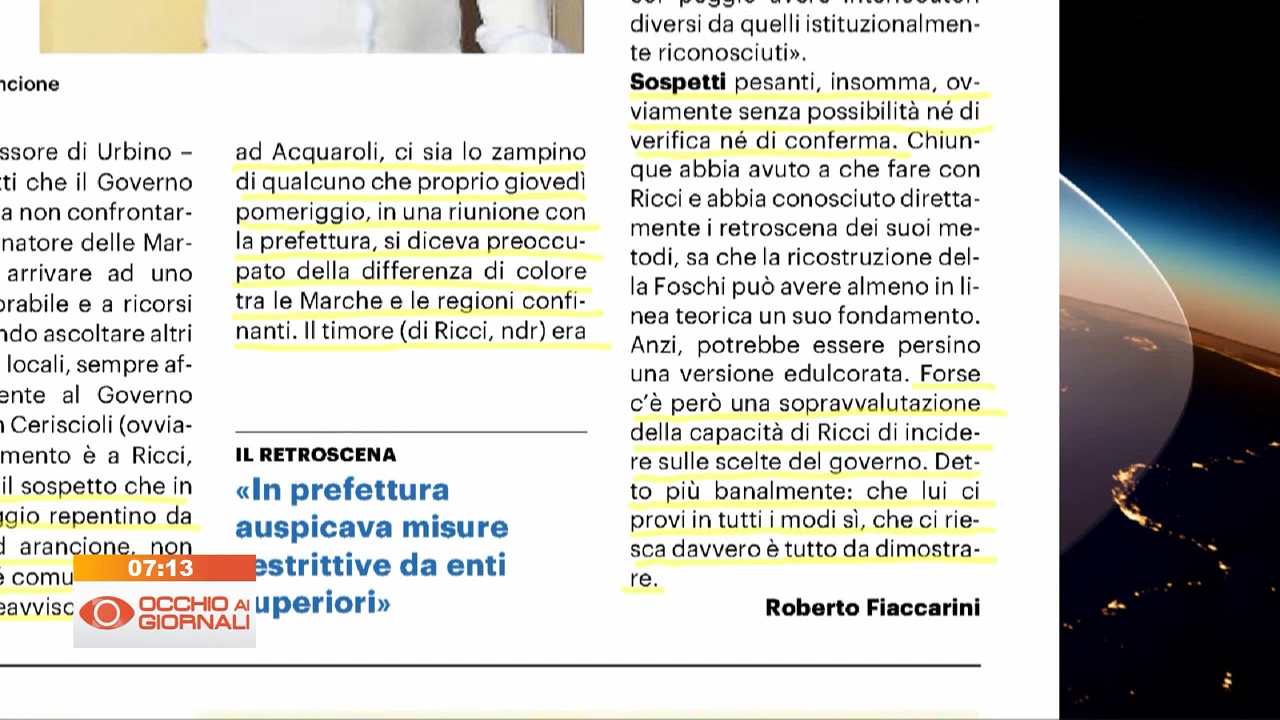 ncione
ssore di Urbino –
ti che il Governo
a non confrontar-
natore delle Mar-
arrivare ad uno
orabile e a ricorsi
ndo ascoltare altri
locali, sempre af-
ente al Governo
n Ceriscioli (ovvia-
mento è a Ricci,
il sospetto che in
ggio repentino da
arancione, non
è comu
eavviso
ad Acquaroli, ci sia lo zampino
di qualcuno che proprio giovedì
pomeriggio, in una riunione con
la prefettura, si diceva preoccu-
pato della differenza di colore
tra le Marche e le regioni confi-
nanti. Il timore (di Ricci, ndr) era
IL RETROSCENA
«In prefettura
auspicava misure
estrittive da enti
uperiori»
diversi da quelli istituzionalmen-
te riconosciuti».
Sospetti pesanti, insomma, ov-
viamente senza possibilità né di
verifica né di conferma. Chiun-
que abbia avuto a che fare con
Ricci e abbia conosciuto diretta-
mente i retroscena dei suoi me-
todi, sa che la ricostruzione del-
la Foschi può avere almeno in li-
nea teorica un suo fondamento.
Anzi, potrebbe essere persino
una versione edulcorata. Forse
c'è però una sopravvalutazione
della capacità di Ricci di incide-
re sulle scelte del governo. Det-
to più banalmente: che lui ci
provi in tutti i modi sì, che ci rie-
sca davvero è tutto da dimostra-
re.
Roberto Fiaccarini
07:13
OCCHIO AI
GIORNALI